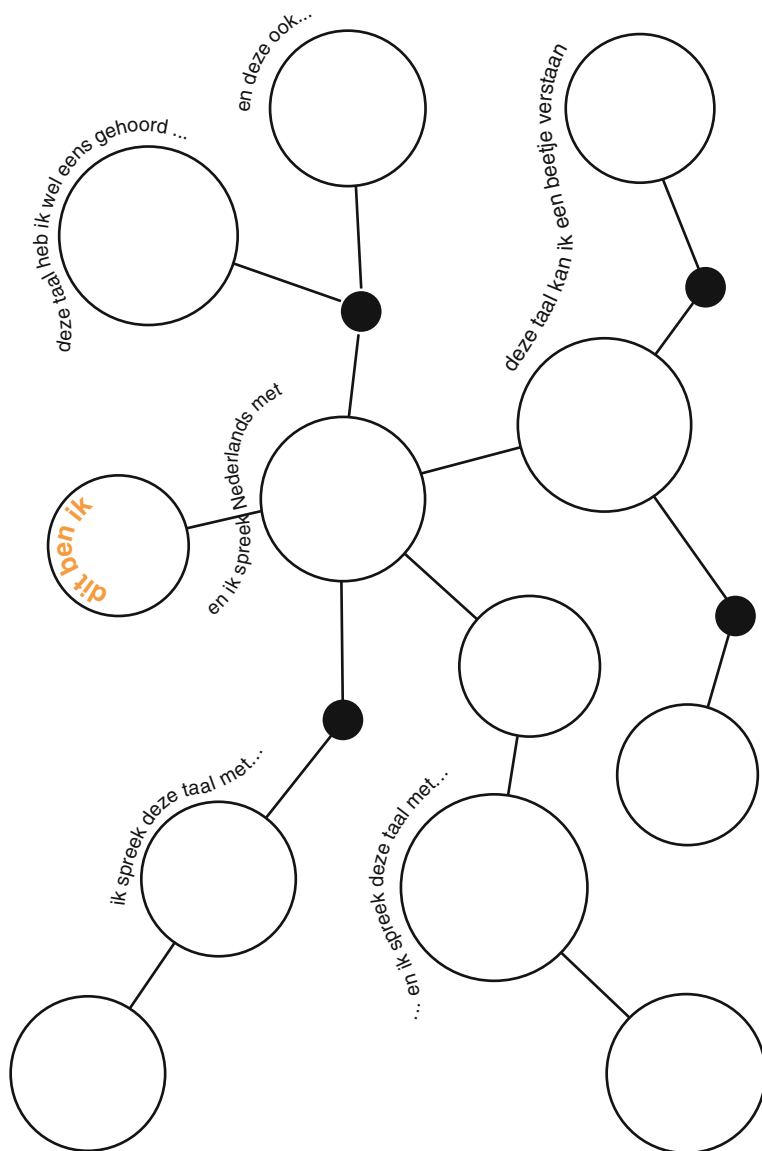 en deze ook...
deze taal heb ik wel eens gehoord ...
deze taal kan ik een beetje verstaan
en ik spreek Nederlands met
dit ben ik
ik spreek deze taal met...
... en ik spreek deze taal met...